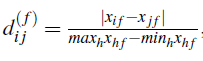 d_{ij}^{(f)} = \frac{|x_{if} - x_{jf}|}{max_h x_{hf} - min_h x_{hf}},